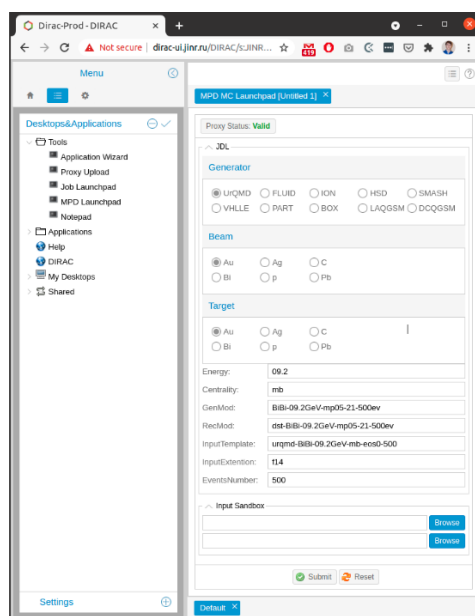 Dirac-Prod - DIRAC
Not secure | dirac-ui.jinr.ru/DIRAC/s:JINR...
419
Menu
MPD MC Launchpad [Untitled 1]
Desktops&Applications
Tools
Application Wizard
Proxy Upload
Job Launchpad
MPD Launchpad
Notepad
Applications
Help
DIRAC
My Desktops
Shared
Settings
Proxy Status: Valid
JDL
Generator
UrQMD FLUID ION HSD SMASH
VHLLE PART BOX LAQGSM DCQGSM
Beam
Au Ag C
Bi p Pb
Target
Au Ag C
Bi p Pb
Energy: 09.2
Centrality: mb
GenMod: BiBi-09.2GeV-mp05-21-500ev
RecMod: dst-BiBi-09.2GeV-mp05-21-500ev
InputTemplate: urqmd-BiBi-09.2GeV-mb-eos0-500
InputExtention: f14
EventsNumber: 500
Input Sandbox
Browse
Browse
Submit Reset
Default